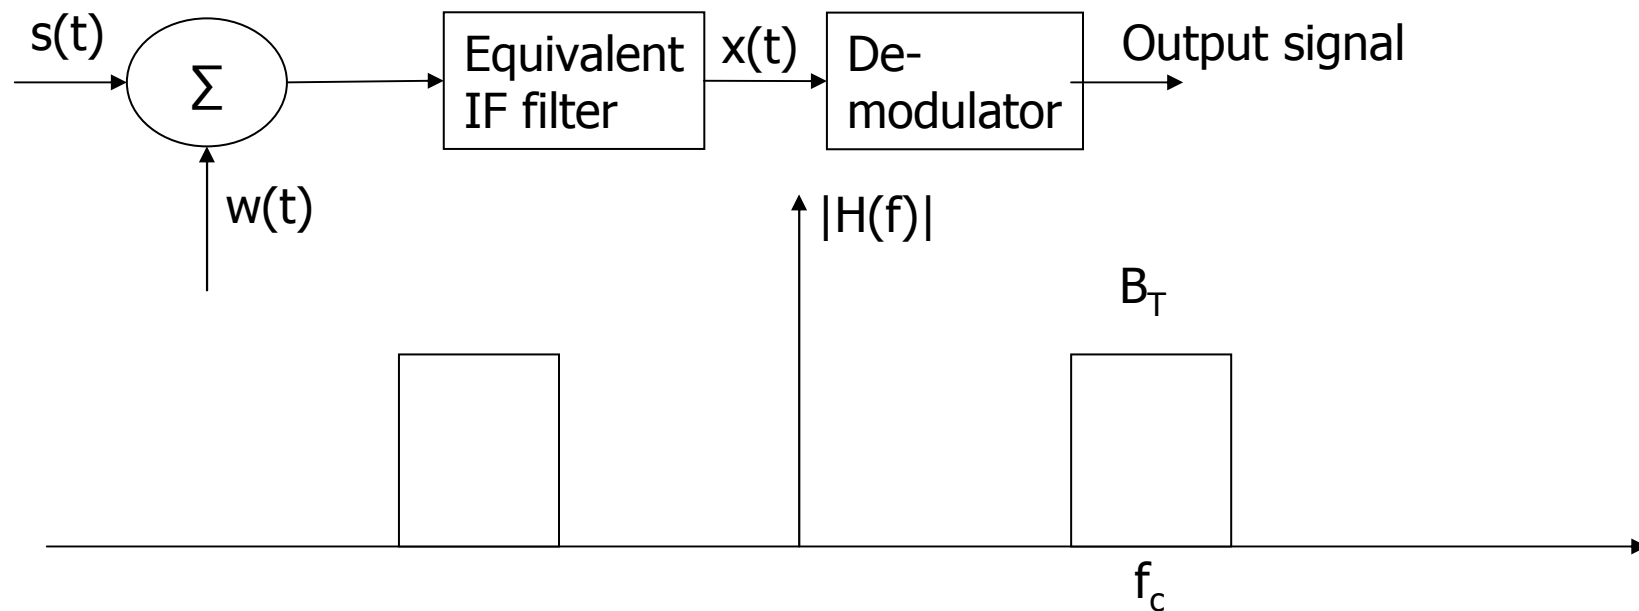 s(t)
Σ
w(t)
Equivalent
IF filter
x(t)
De-
modulator
Output signal
|H(f)|
B_T
f_c